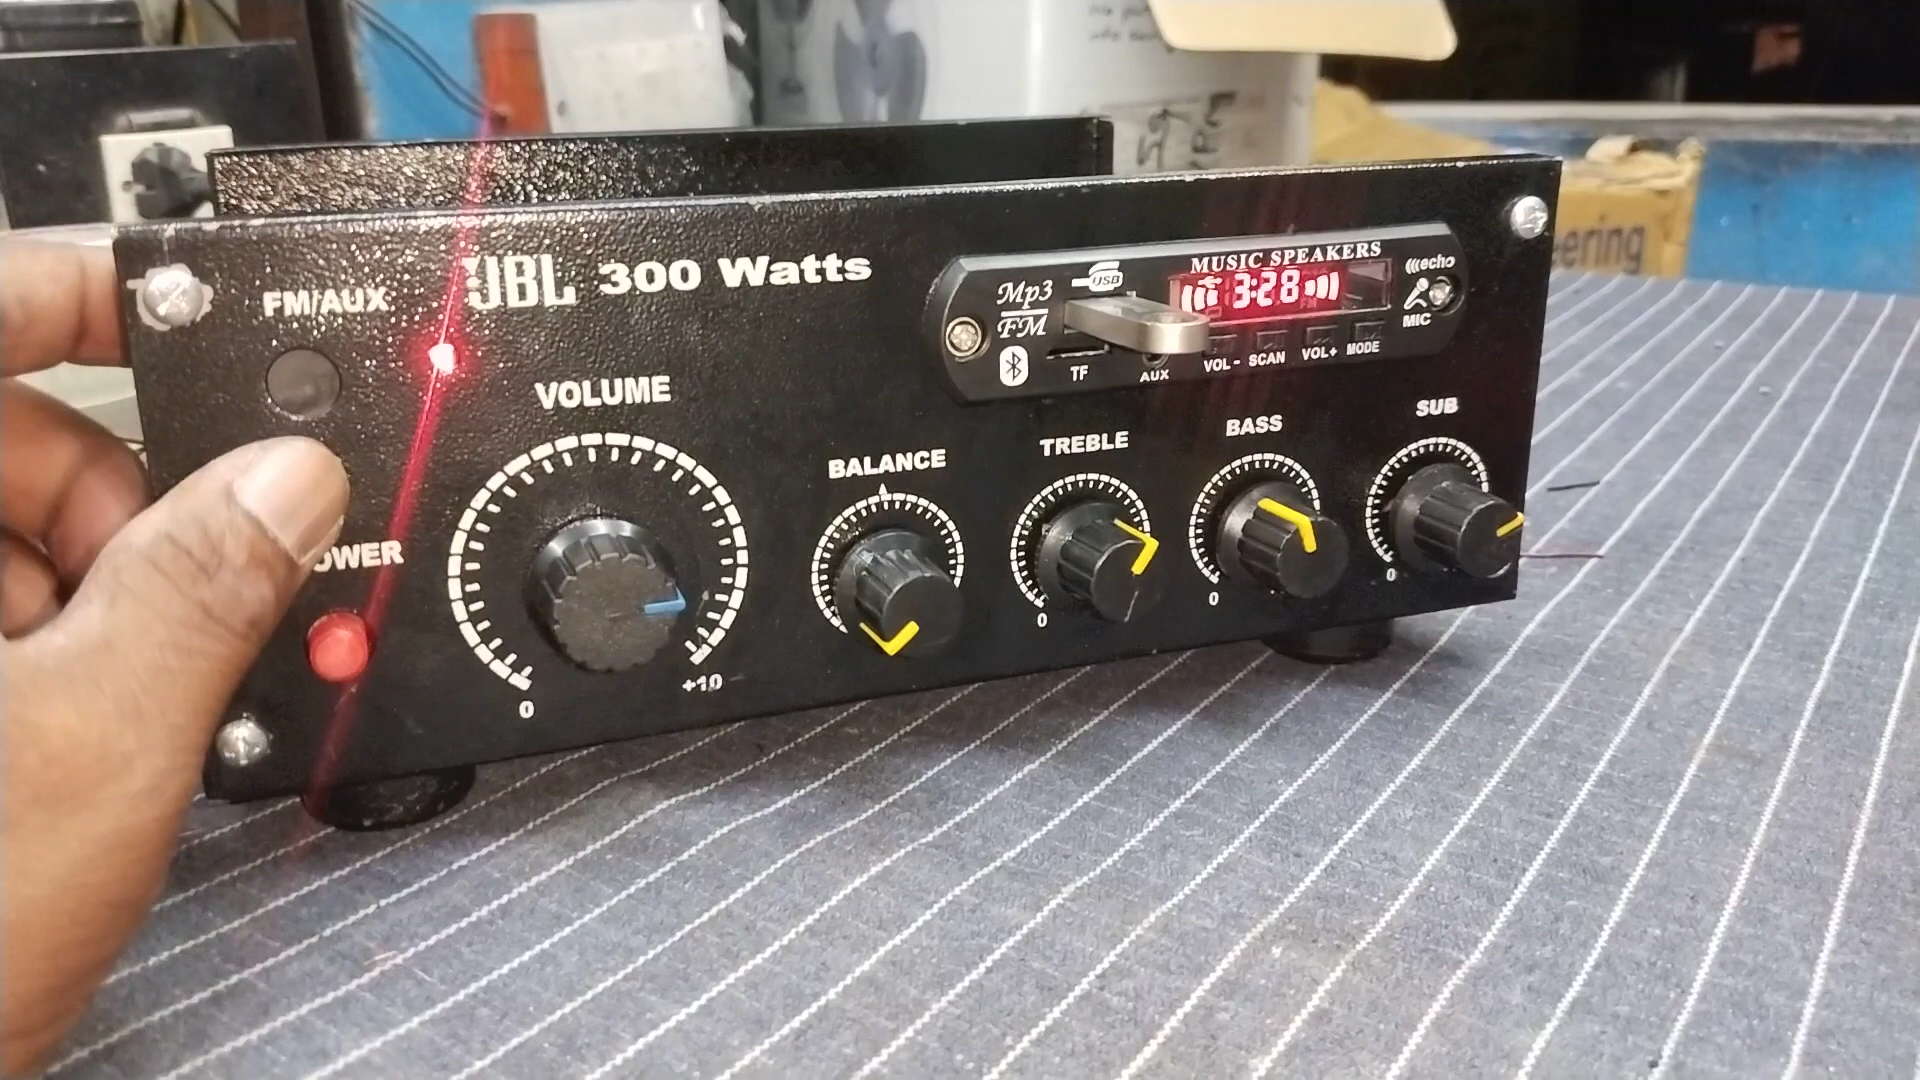 FM/AUX
JBL 300 Watts
VOLUME
0
+10
OWER
BALANCE
TREBLE
0
BASS
0
SUB
0
MUSIC SPEAKERS
Mp3
FM
USB
3:28
echo
MIC
TF
AUX
VOL- SCAN VOL+ MODE
eering